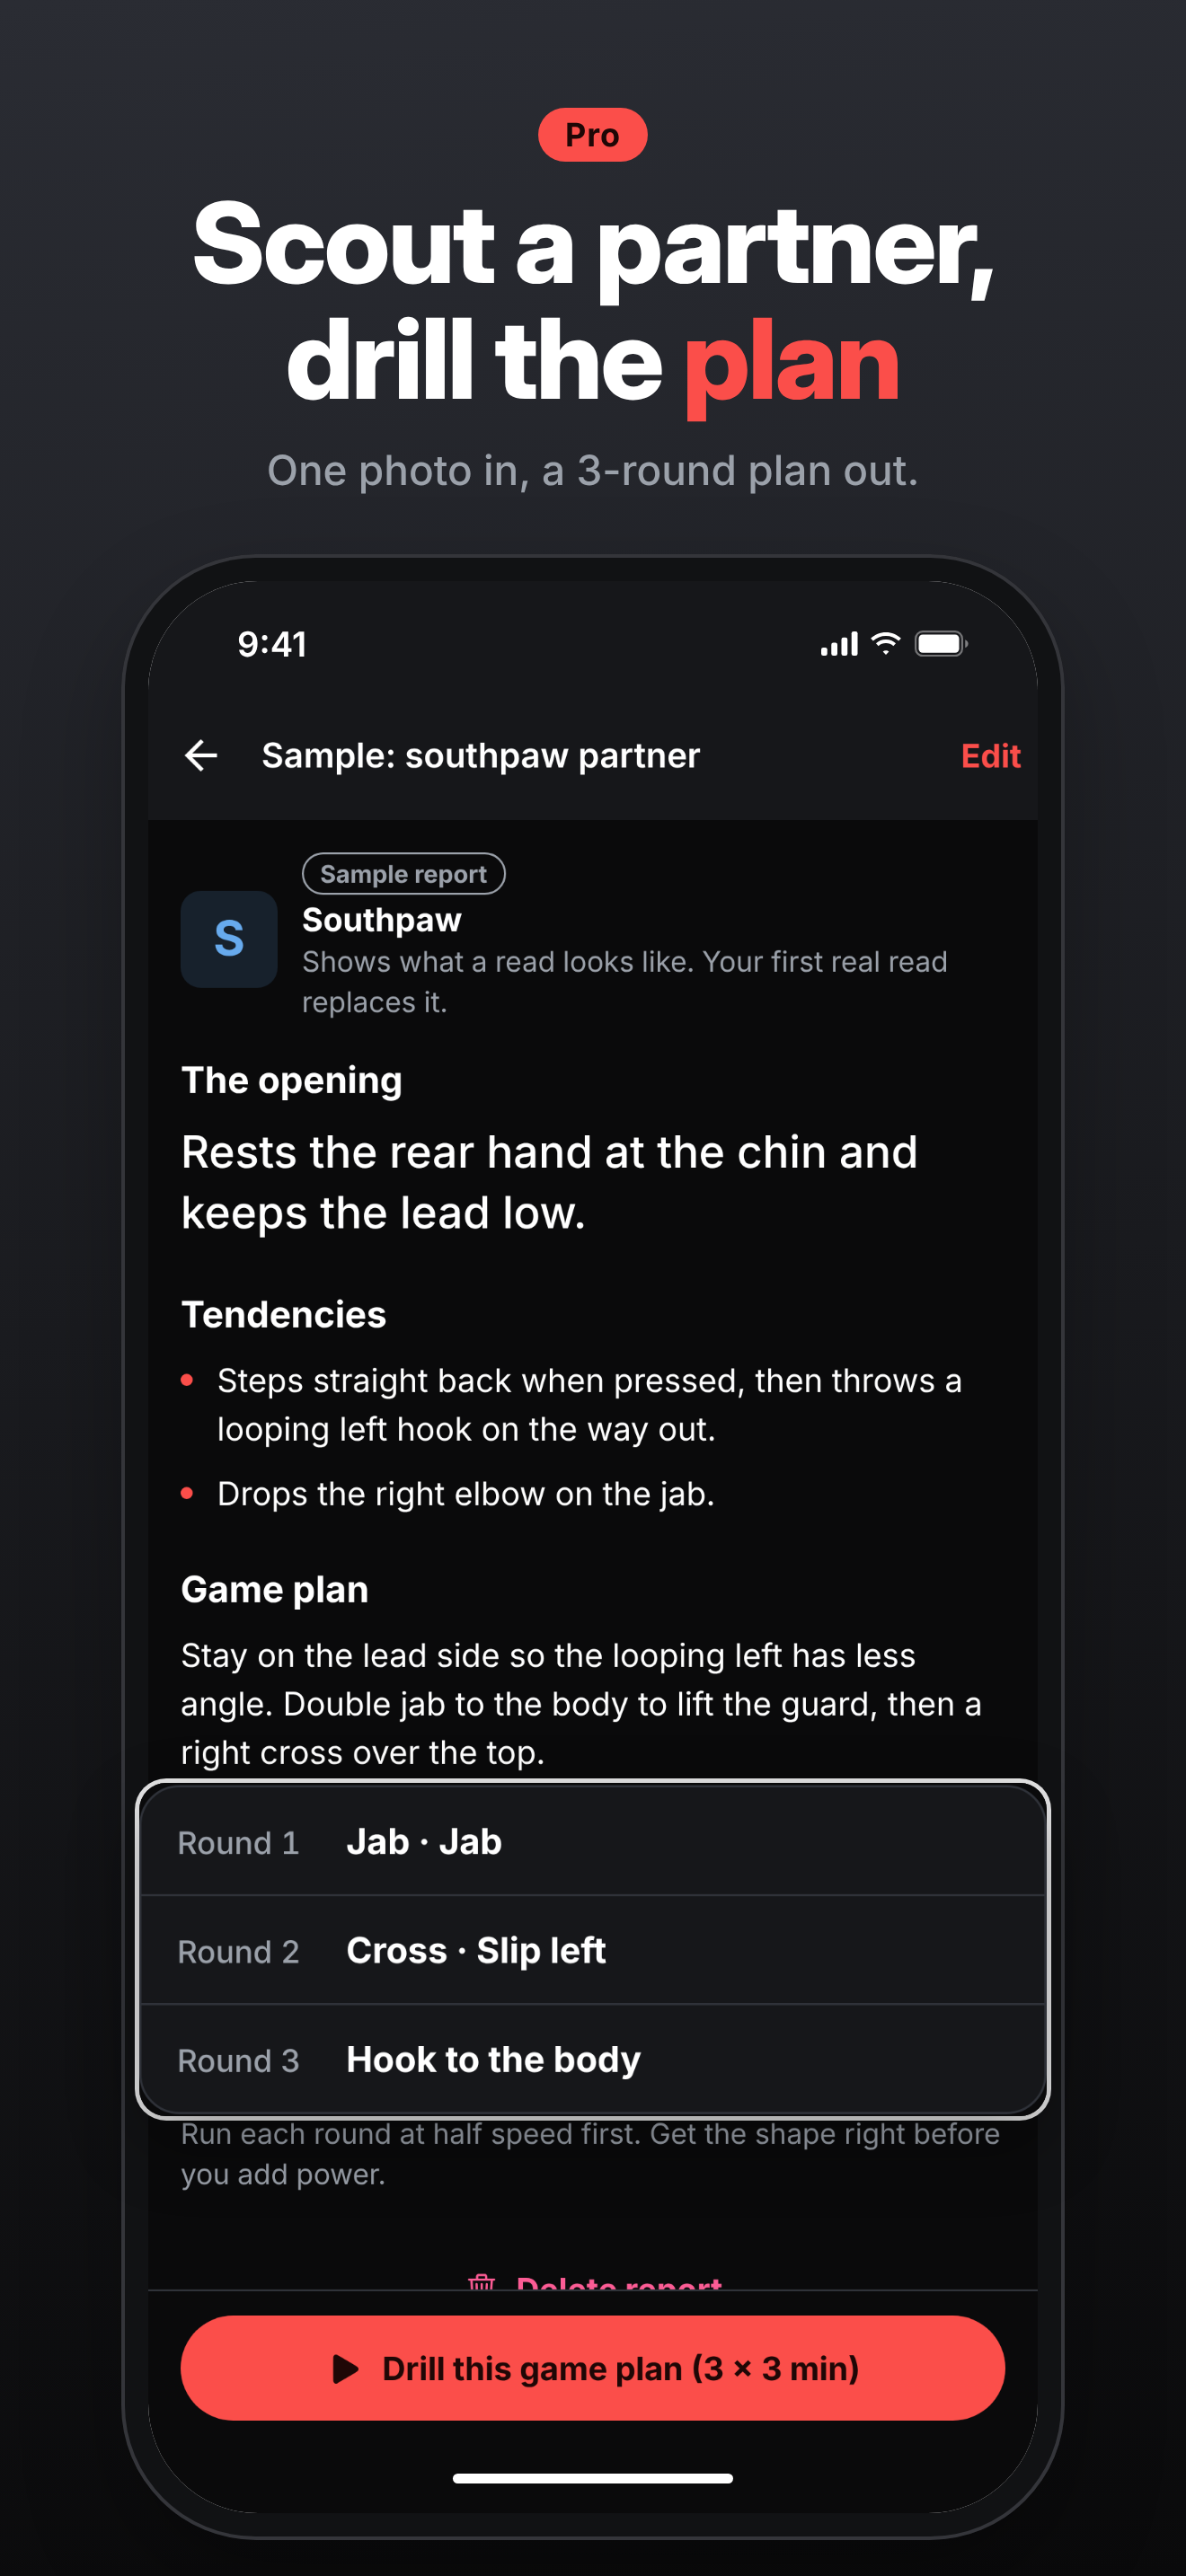 Pro
Scout a partner,
drill the plan
One photo in, a 3-round plan out.
9:41
Sample: southpaw partner
Edit
Sample report
S
Southpaw
Shows what a read looks like. Your first real read
replaces it.
The opening
Rests the rear hand at the chin and
keeps the lead low.
Tendencies
• Steps straight back when pressed, then throws a
looping left hook on the way out.
• Drops the right elbow on the jab.
Game plan
Stay on the lead side so the looping left has less
angle. Double jab to the body to lift the guard, then a
right cross over the top.
Round 1 Jab · Jab
Round 2 Cross · Slip left
Round 3 Hook to the body
Run each round at half speed first. Get the shape right before
you add power.
Delete report
Drill this game plan (3 × 3 min)